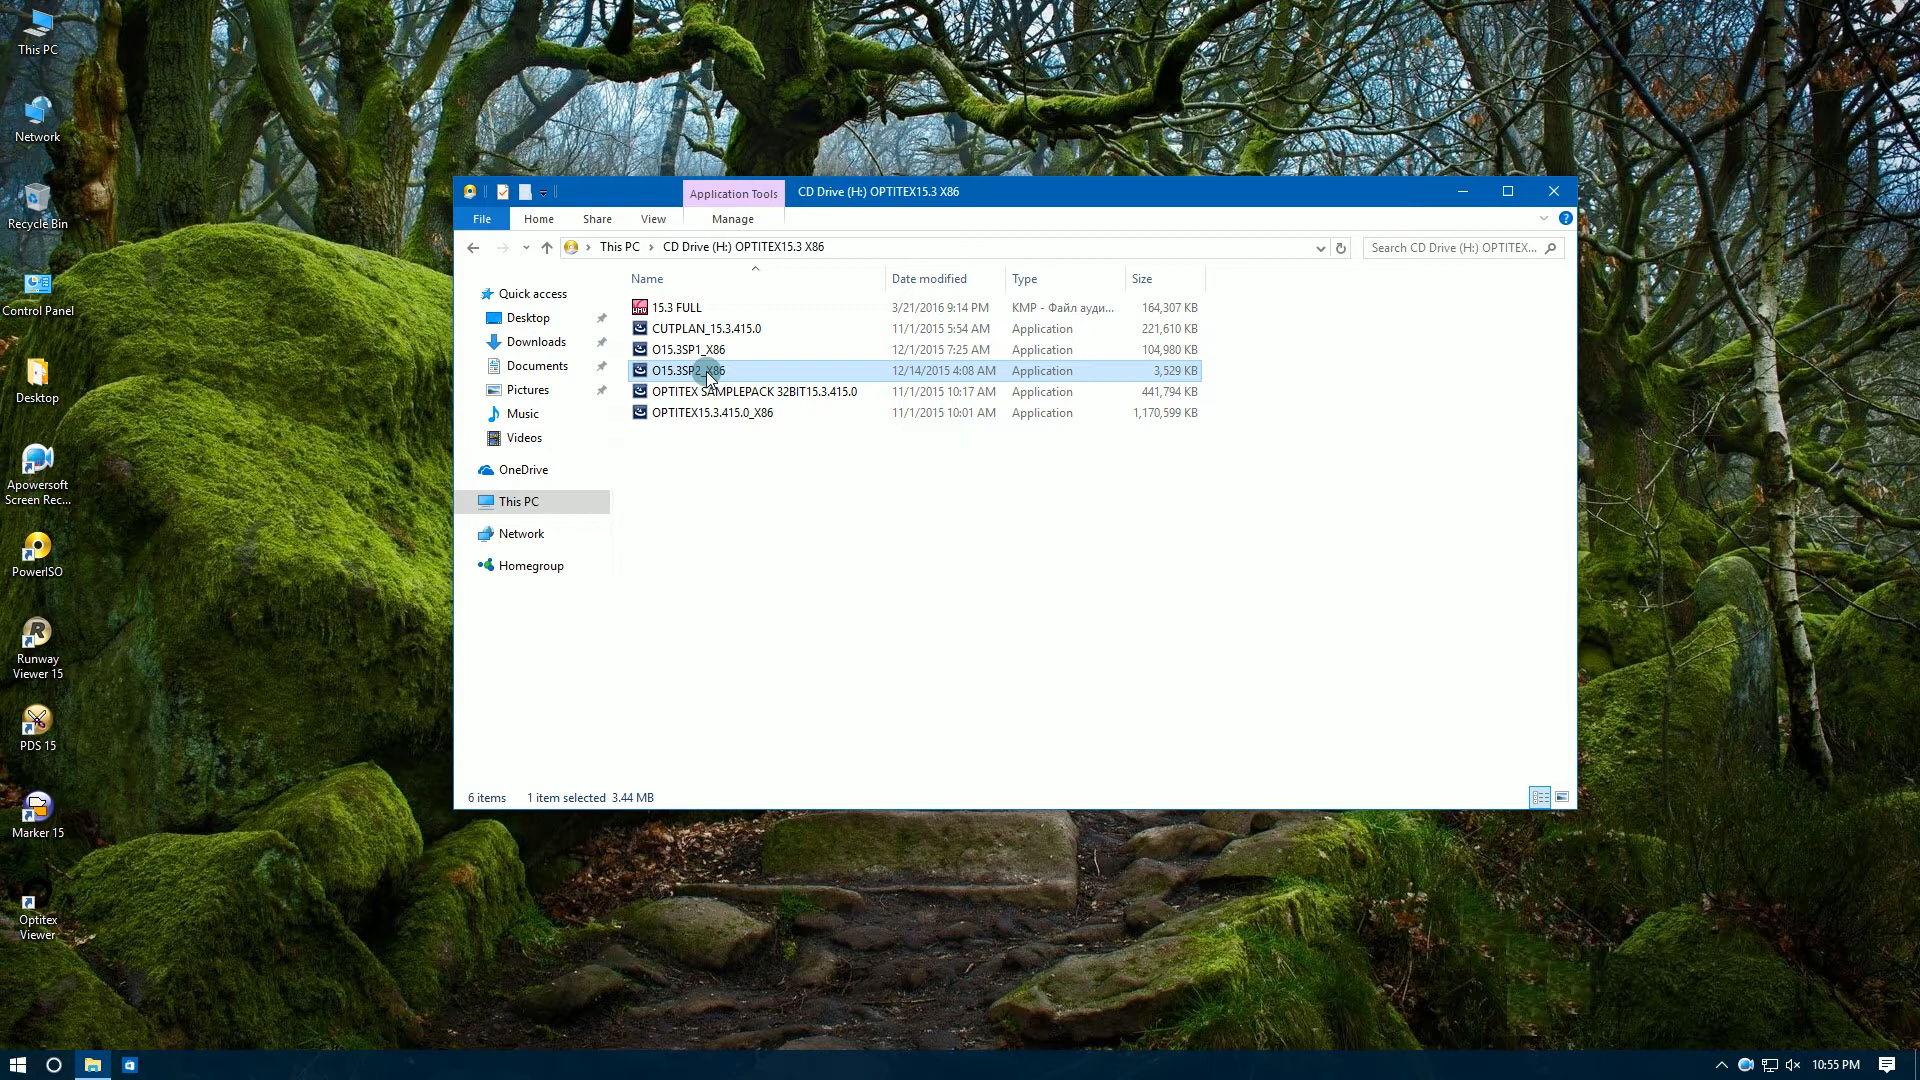 This PC
Network
Recycle Bin
Control Panel
Desktop
Apowersoft
Screen Rec...
PowerISO
Runway
Viewer 15
PDS 15
Marker 15
Optitex
Viewer
Application Tools
CD Drive (H:) OPTITEX15.3 X86
File
Home
Share
View
Manage
This PC
CD Drive (H:) OPTITEX15.3 X86
Search CD Drive (H:) OPTITEX...
Quick access
Desktop
Downloads
Documents
Pictures
Music
Videos
OneDrive
This PC
Network
Homegroup
Name Date modified Type Size
15.3 FULL 3/21/2016 9:14 PM KMP - Файл ауди... 164,307 KB
CUTPLAN_15.3.415.0 11/1/2015 5:54 AM Application 221,610 KB
O15.3SP1_X86 12/1/2015 7:25 AM Application 104,980 KB
O15.3SP2_X86 12/14/2015 4:08 AM Application 3,529 KB
OPTITEX SAMPLEPACK 32BIT15.3.415.0 11/1/2015 10:17 AM Application 441,794 KB
OPTITEX15.3.415.0_X86 11/1/2015 10:01 AM Application 1,170,599 KB
6 items 1 item selected 3.44 MB
10:55 PM